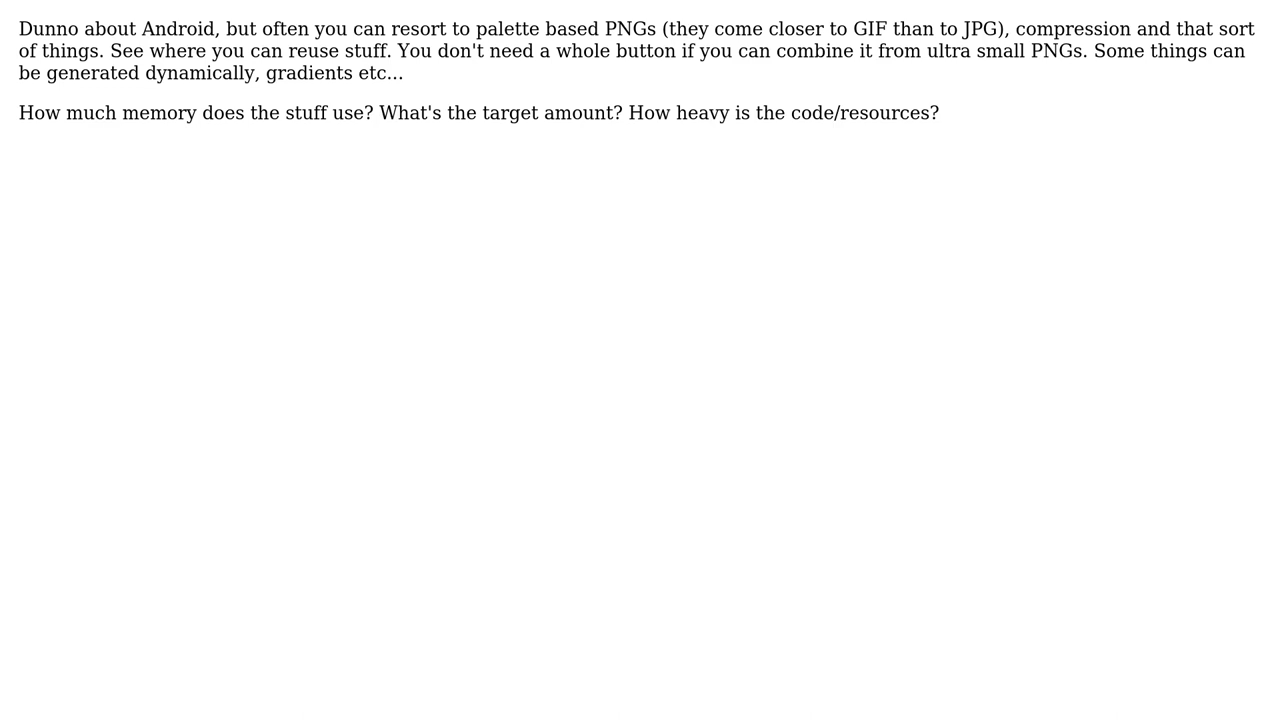 Dunno about Android, but often you can resort to palette based PNGs (they come closer to GIF than to JPG), compression and that sort
of things. See where you can reuse stuff. You don't need a whole button if you can combine it from ultra small PNGs. Some things can
be generated dynamically, gradients etc...
How much memory does the stuff use? What's the target amount? How heavy is the code/resources?